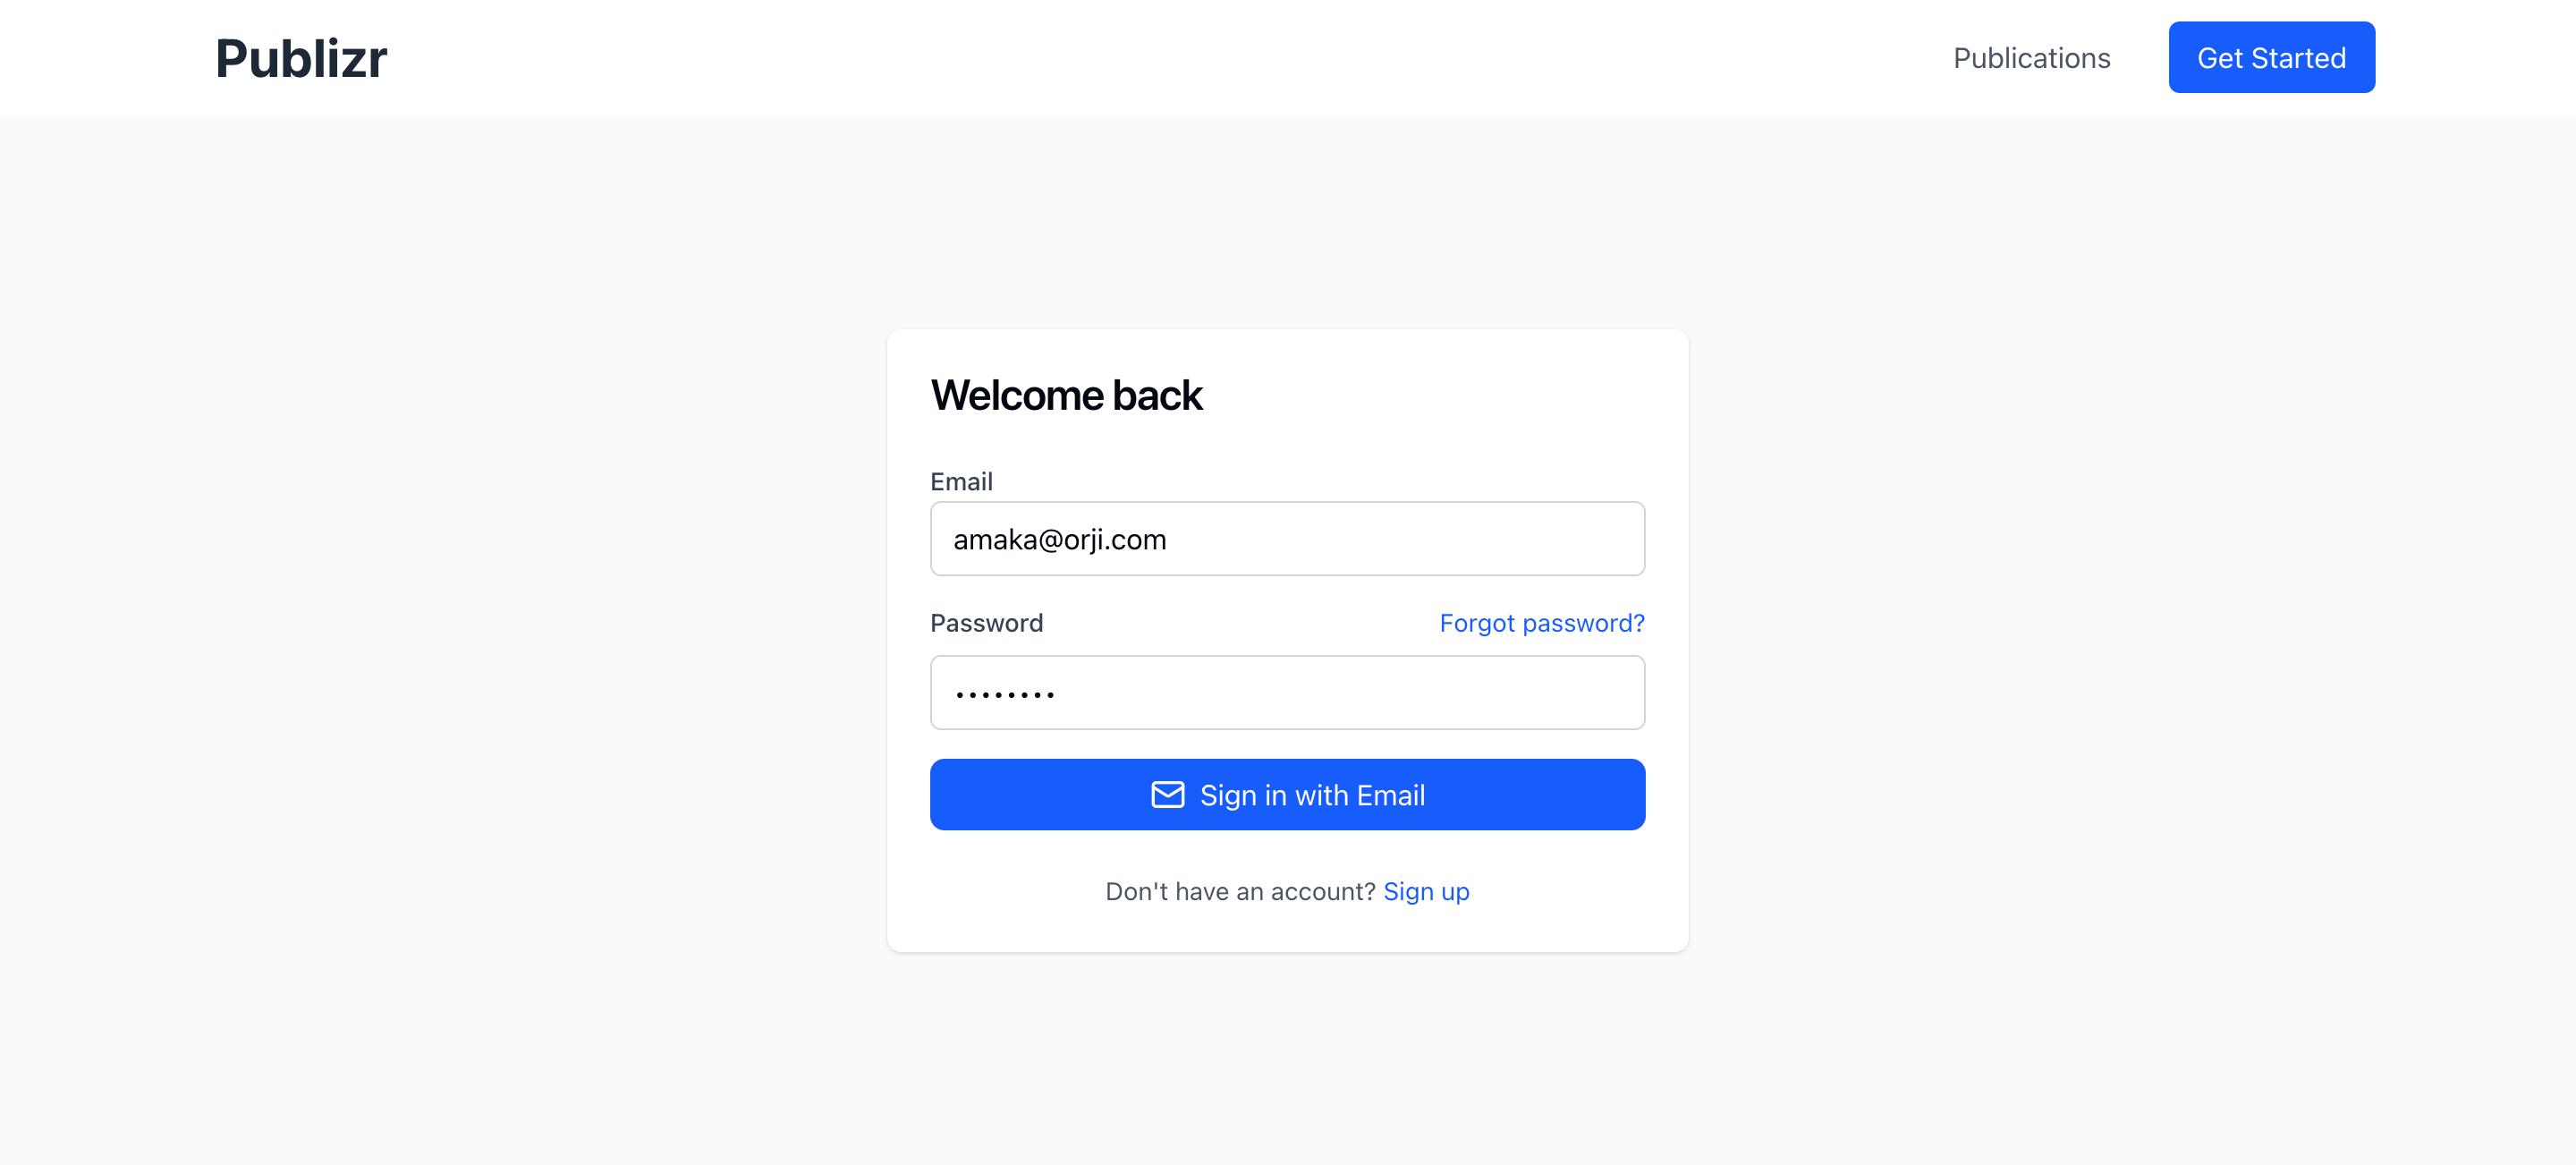 Publizr
Publications
Get Started
Welcome back
Email
amaka@orji.com
Password
Forgot password?
••••••••
Sign in with Email
Don't have an account? Sign up